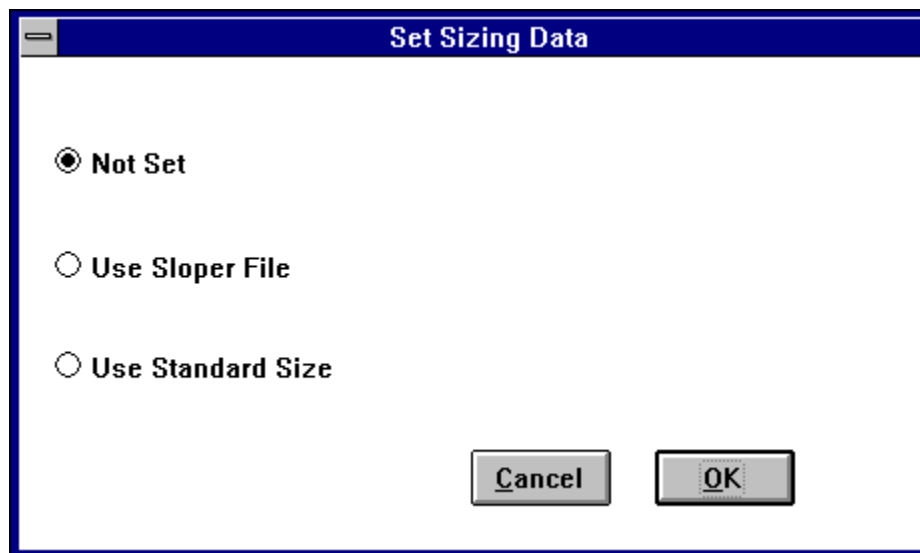 Set Sizing Data
Not Set
Use Sloper File
Use Standard Size
Cancel OK